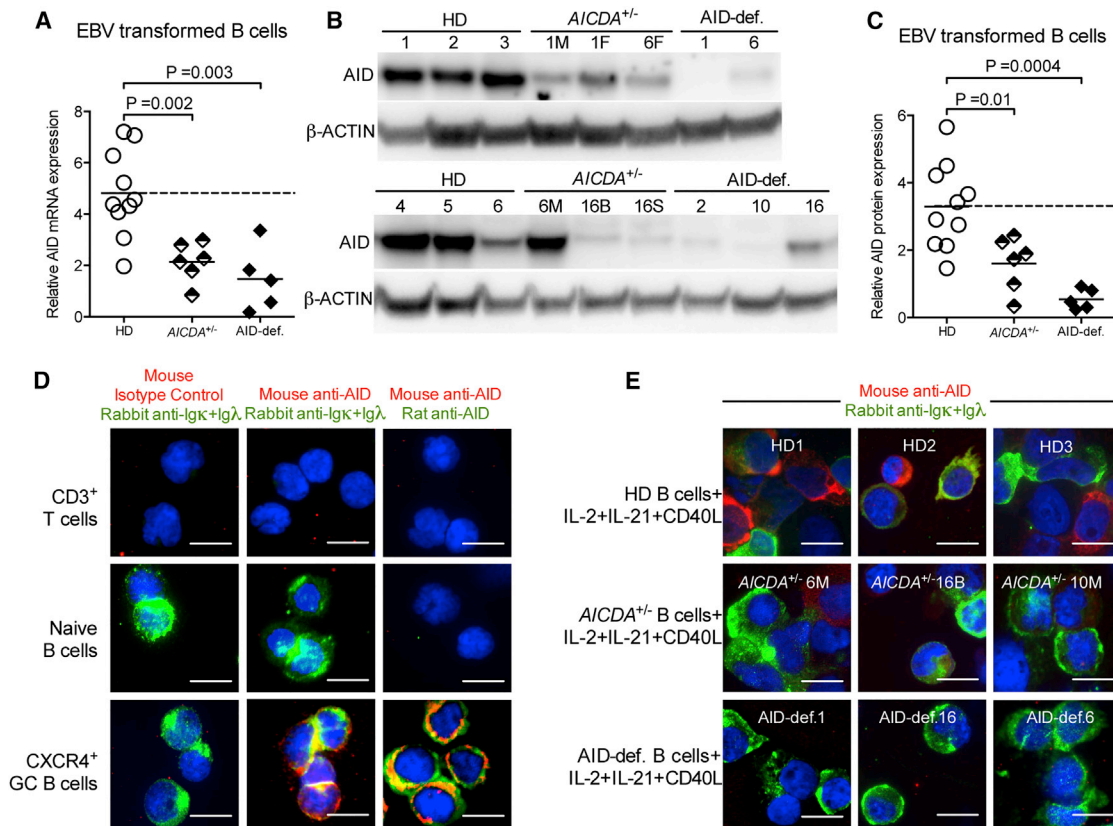 A
EBV transformed B cells
P =0.003
P =0.002
8
6
4
2
0
Relative AID mRNA expression
HD
AICDA+/-
AID-def.
B
HD
AICDA+/-
AID-def.
1 2 3 1M 1F 6F 1 6
AID
β-ACTIN
HD
AICDA+/-
AID-def.
4 5 6 6M 16B 16S 2 10 16
AID
β-ACTIN
C
EBV transformed B cells
P =0.0004
P =0.01
6
4
2
0
Relative AID protein expression
HD
AICDA+/-
AID-def.
D
Mouse
Isotype Control
Rabbit anti-Igκ+Igλ
Mouse anti-AID
Rabbit anti-Igκ+Igλ
Mouse anti-AID
Rat anti-AID
CD3+
T cells
Naive
B cells
CXCR4+
GC B cells
E
Mouse anti-AID
Rabbit anti-Igκ+Igλ
HD B cells+
IL-2+IL-21+CD40L
HD1
HD2
HD3
AICDA+/- B cells+
IL-2+IL-21+CD40L
AICDA+/- 6M
AICDA+/-16B
AICDA+/- 10M
AID-def. B cells+
IL-2+IL-21+CD40L
AID-def.1
AID-def.16
AID-def.6